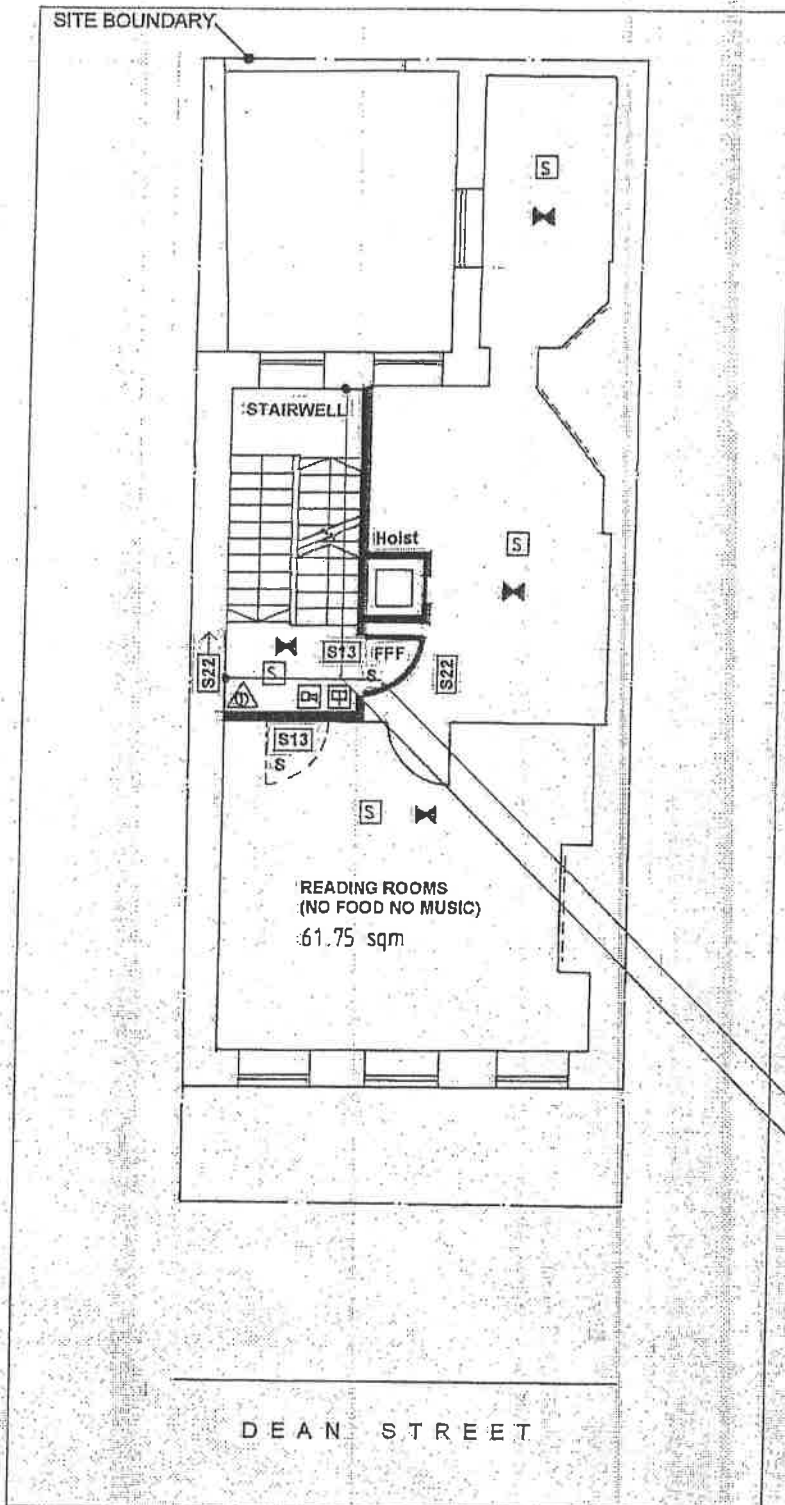 SITE BOUNDARY
S
STAIRWELL
Hoist
S
S22
S13
FFF
S22
S
S
S13
S
S
READING ROOMS
(NO FOOD NO MUSIC)
61.75 sqm
DEAN STREET